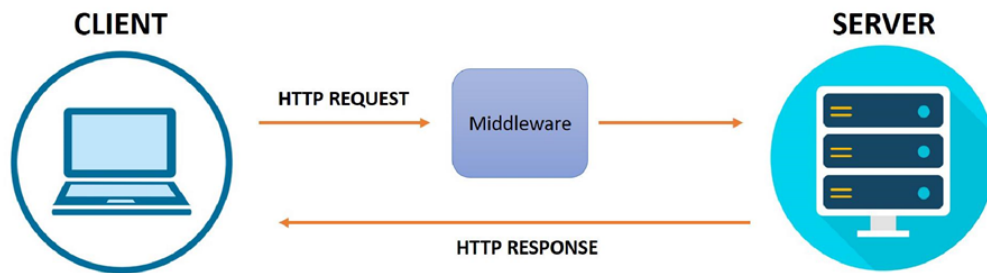 CLIENT
SERVER
HTTP REQUEST
Middleware
HTTP RESPONSE